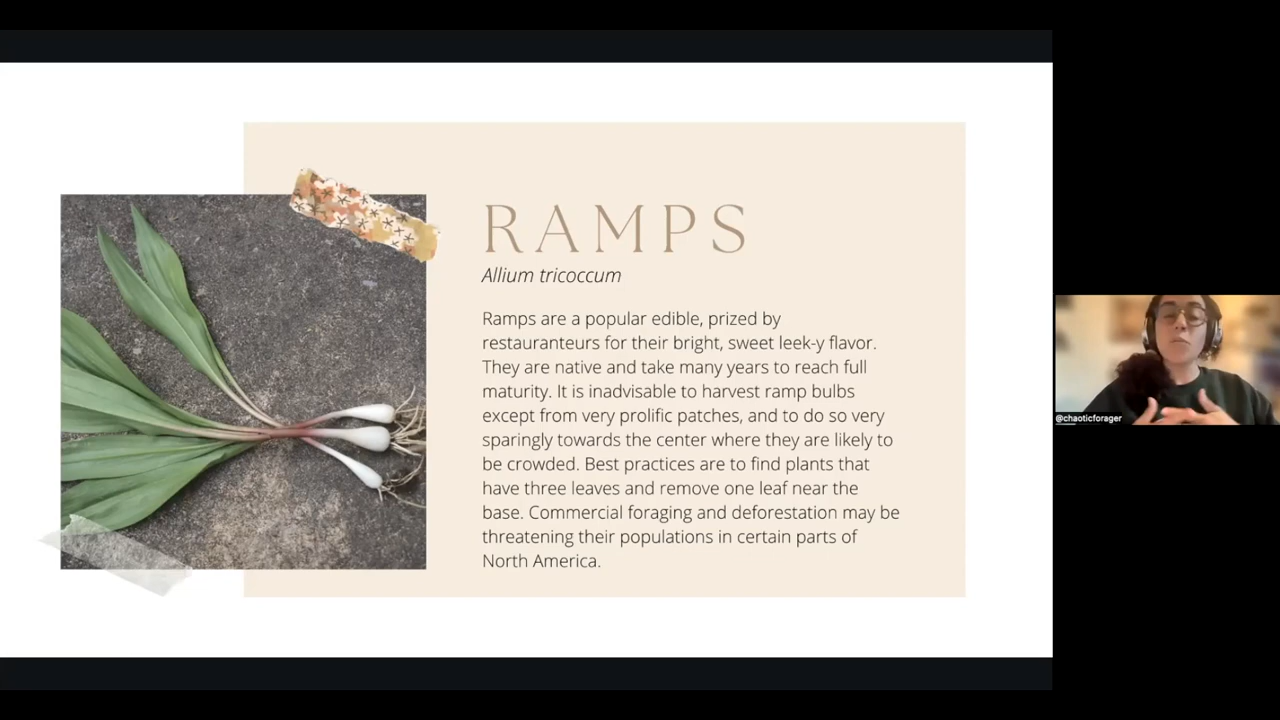 RAMPS
Allium tricoccum
Ramps are a popular edible, prized by
restauranteurs for their bright, sweet leek-y flavor.
They are native and take many years to reach full
maturity. It is inadvisable to harvest ramp bulbs
except from very prolific patches, and to do so very
sparingly towards the center where they are likely to
be crowded. Best practices are to find plants that
have three leaves and remove one leaf near the
base. Commercial foraging and deforestation may be
threatening their populations in certain parts of
North America.
@chaoticforager